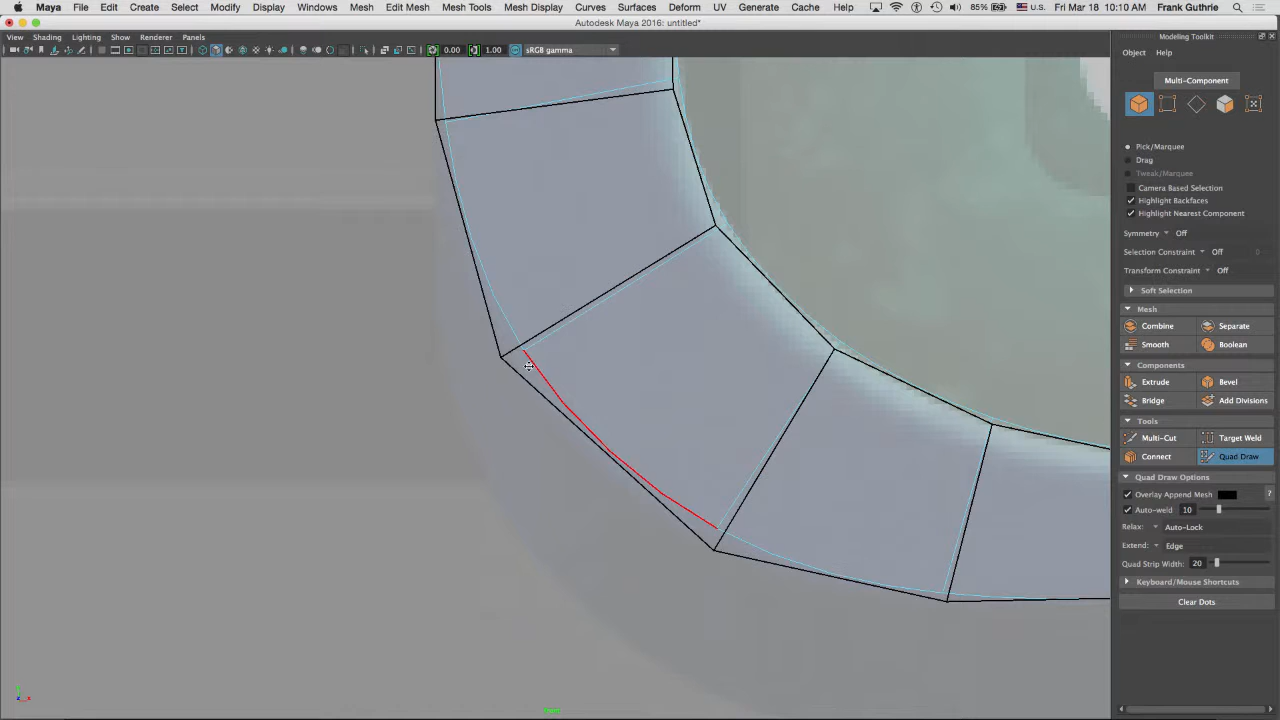 Maya File Edit Create Select Modify Display Windows Mesh Edit Mesh Mesh Tools Mesh Display Curves Surfaces Deform UV Generate Cache Help 85% Fri Mar 18 10:10 AM Frank Guthrie
U.S.
Autodesk Maya 2016: untitled*
View Shading Lighting Show Renderer Panels
0.00 1.00 sRGB gamma
Modeling Toolkit
Object Help
Multi-Component
Pick/Marquee
Drag
Tweak/Marquee
Camera Based Selection
Highlight Backfaces
Highlight Nearest Component
Symmetry Off
Selection Constraint Off 0
Transform Constraint Off
Soft Selection
Mesh
Combine Separate
Smooth Boolean
Components
Extrude Bevel
Bridge Add Divisions
Tools
Multi-Cut Target Weld
Connect Quad Draw
Quad Draw Options
Overlay Append Mesh ?
Auto-weld 10
Relax: Auto-Lock
Extend: Edge
Quad Strip Width: 20
Keyboard/Mouse Shortcuts
Clear Dots
front